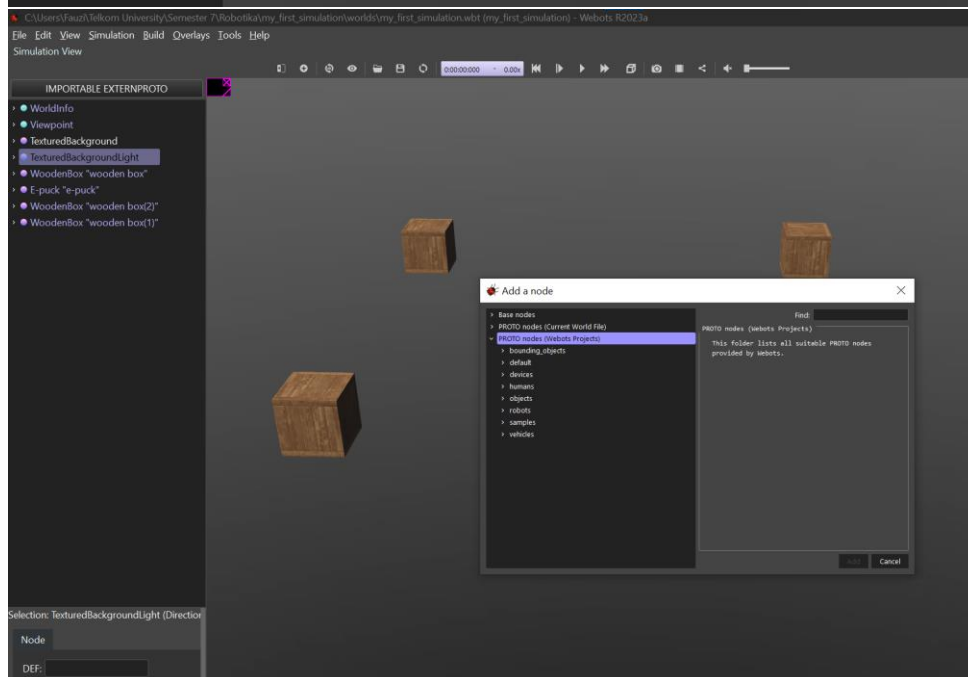 C:\Users\Fauzi\Telkom University\Semester 7\Robotika\my_first_simulation\worlds\my_first_simulation.wbt (my_first_simulation) - Webots R2023a
File Edit View Simulation Build Overlays Tools Help
Simulation View
0:00:00:000 - 0.00x
IMPORTABLE EXTERNPROTO
WorldInfo
Viewpoint
TexturedBackground
TexturedBackgroundLight
WoodenBox "wooden box"
E-puck "e-puck"
WoodenBox "wooden box(2)"
WoodenBox "wooden box(1)"
Add a node
Base nodes
PROTO nodes (Current World File)
PROTO nodes (Webots Projects)
bounding_objects
default
devices
humans
objects
robots
samples
vehicles
Find:
PROTO nodes (Webots Projects)
This folder lists all suitable PROTO nodes
provided by Webots.
Add
Cancel
Selection: TexturedBackgroundLight (Direction
Node
DEF: